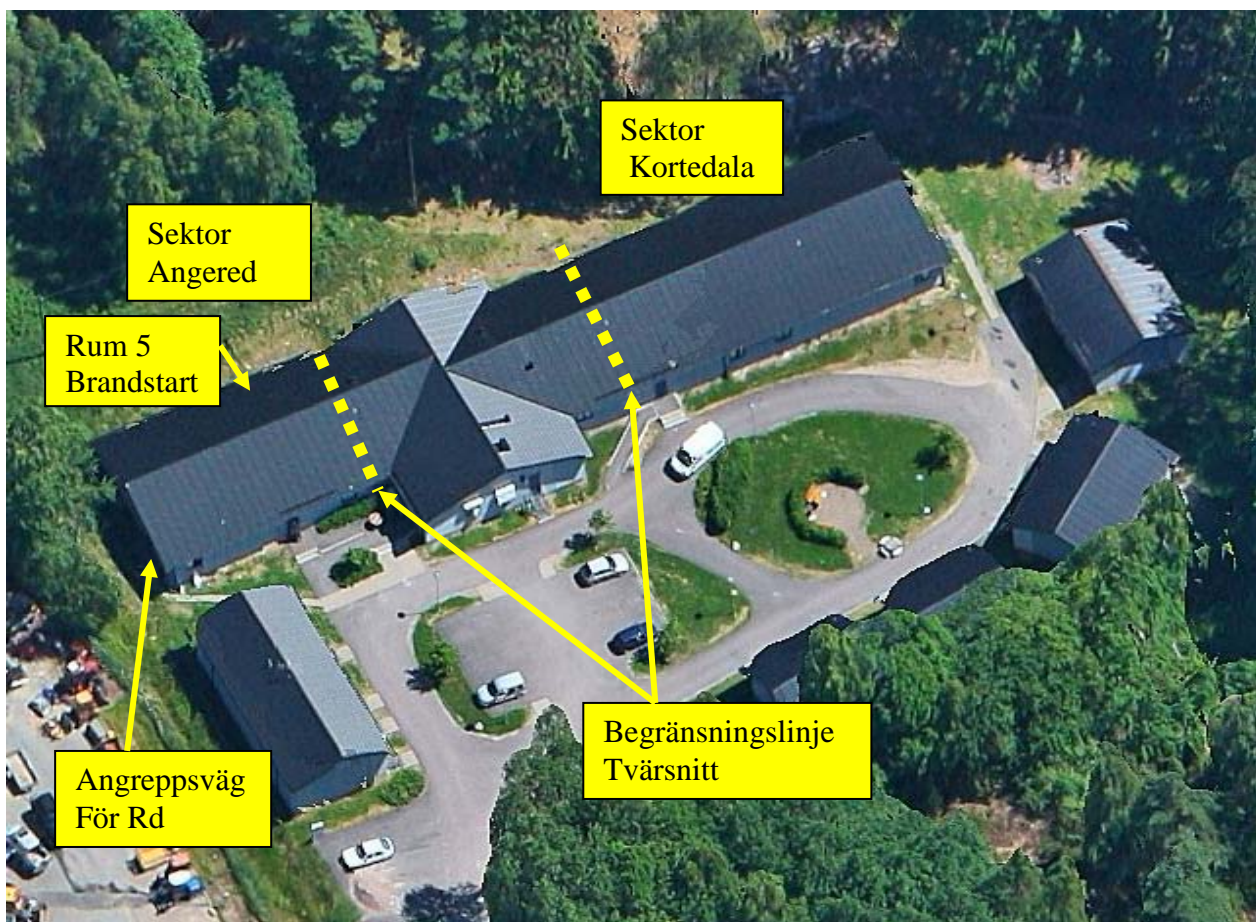 Sektor
Kortedala
Sektor
Angered
Rum 5
Brandstart
Begränsningslinje
Tvärsnitt
Angreppsväg
För Rd